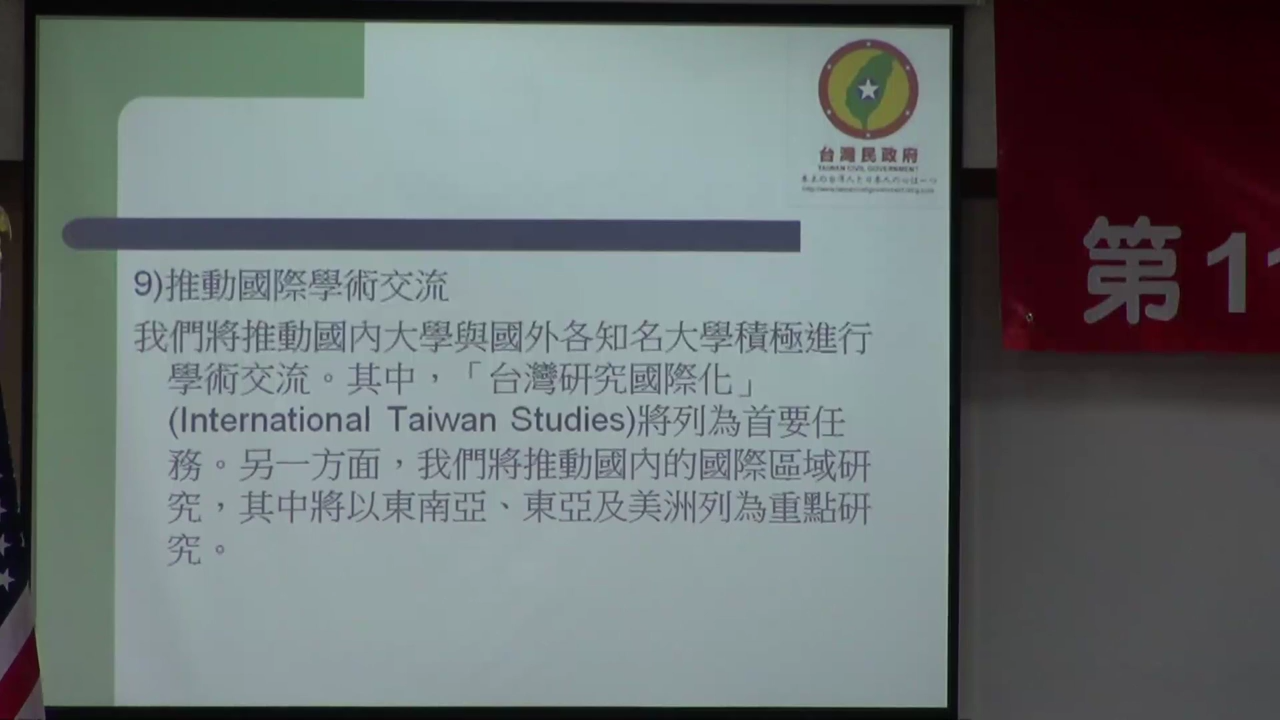 台灣民政府
TAIWAN CIVIL GOVERNMENT
9)推動國際學術交流
我們將推動國內大學與國外各知名大學積極進行
學術交流。其中，「台灣研究國際化」
(International Taiwan Studies)將列為首要任
務。另一方面，我們將推動國內的國際區域研
究，其中將以東南亞、東亞及美洲列為重點研
究。
第 11